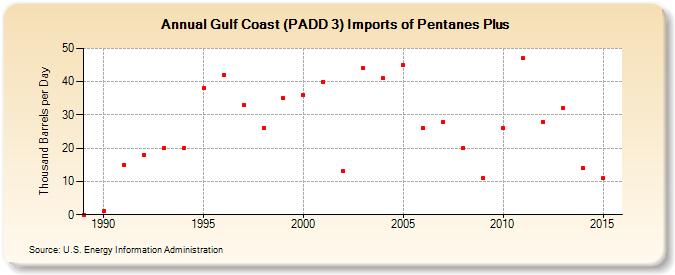 Annual Gulf Coast (PADD 3) Imports of Pentanes Plus
Thousand Barrels per Day
50
40
30
20
10
0
1990 1995 2000 2005 2010 2015
Source: U.S. Energy Information Administration